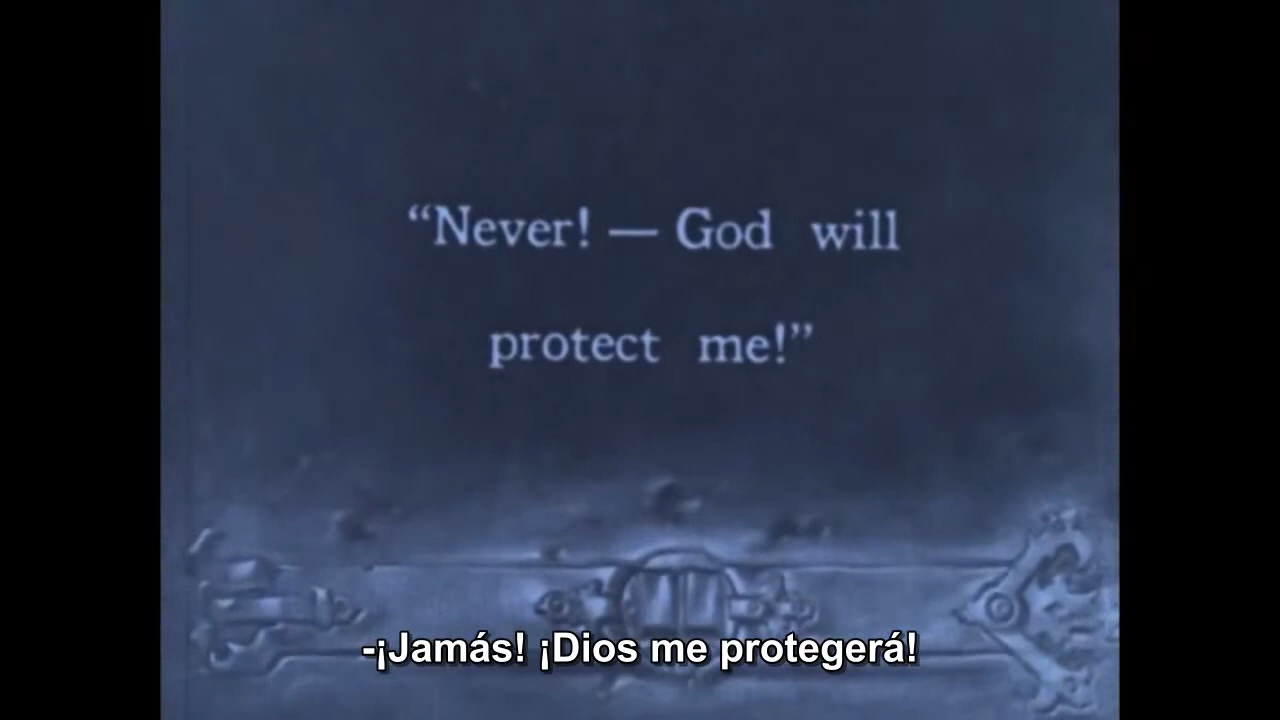 “Never! — God will
protect me!”
-¡Jamás! ¡Dios me protegerá!